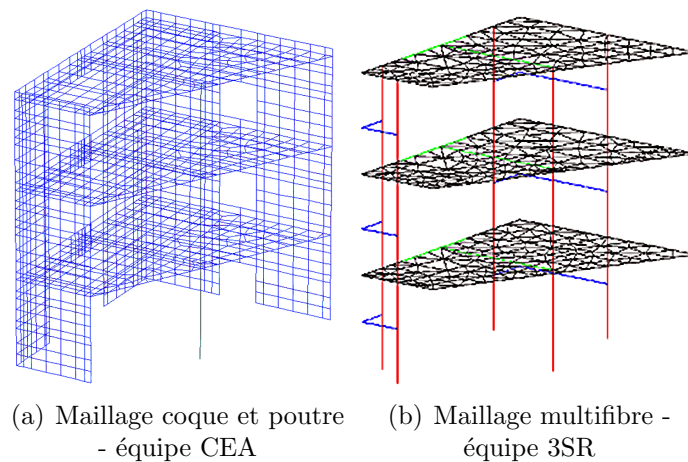 (a) Maillage coque et poutre
- équipe CEA
(b) Maillage multifibre -
équipe 3SR